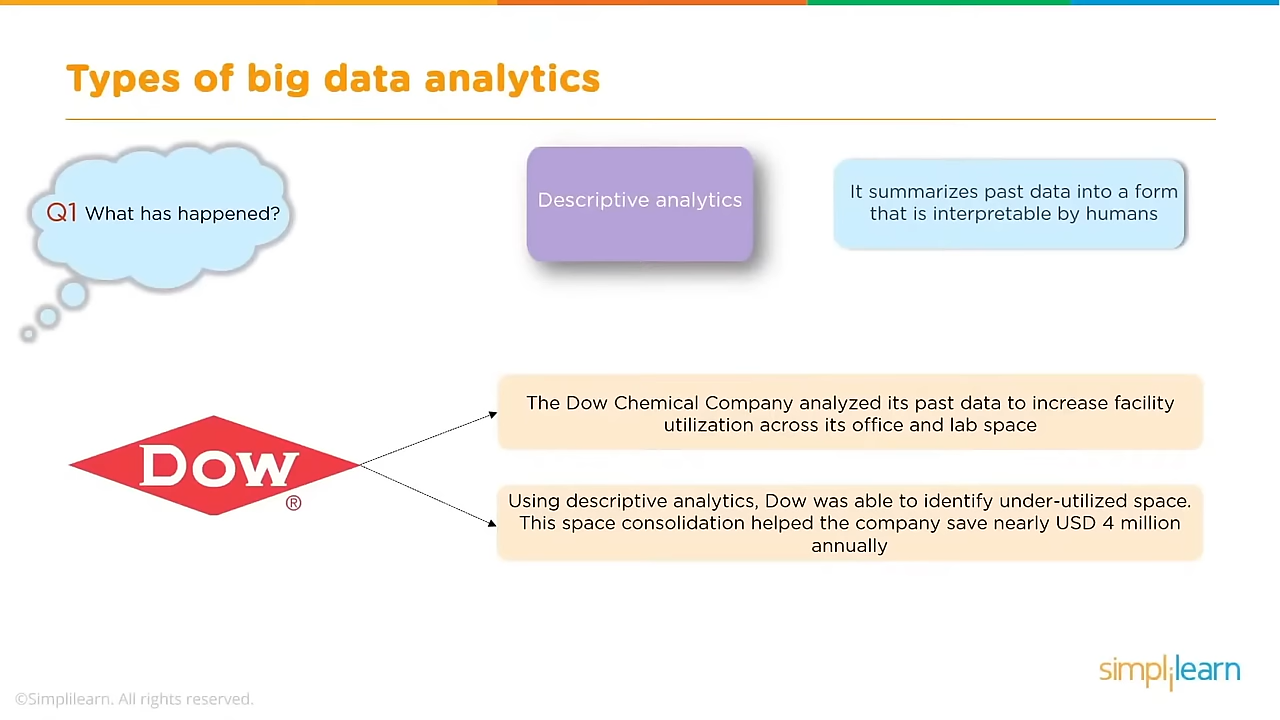 Types of big data analytics
Q1 What has happened?
Descriptive analytics
It summarizes past data into a form
that is interpretable by humans
DOW
®
The Dow Chemical Company analyzed its past data to increase facility
utilization across its office and lab space
Using descriptive analytics, Dow was able to identify under-utilized space.
This space consolidation helped the company save nearly USD 4 million
annually
simplilearn
©Simplilearn. All rights reserved.